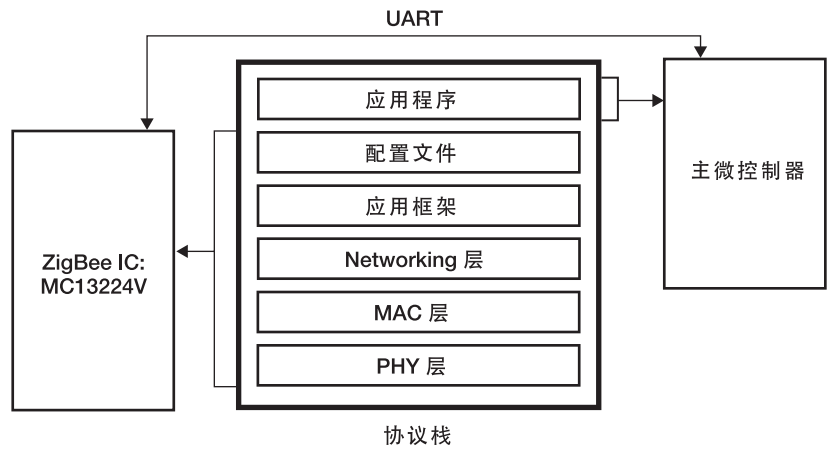 UART
应用程序
配置文件
应用框架
Networking 层
MAC 层
PHY 层
协议栈
ZigBee IC:
MC13224V
主微控制器